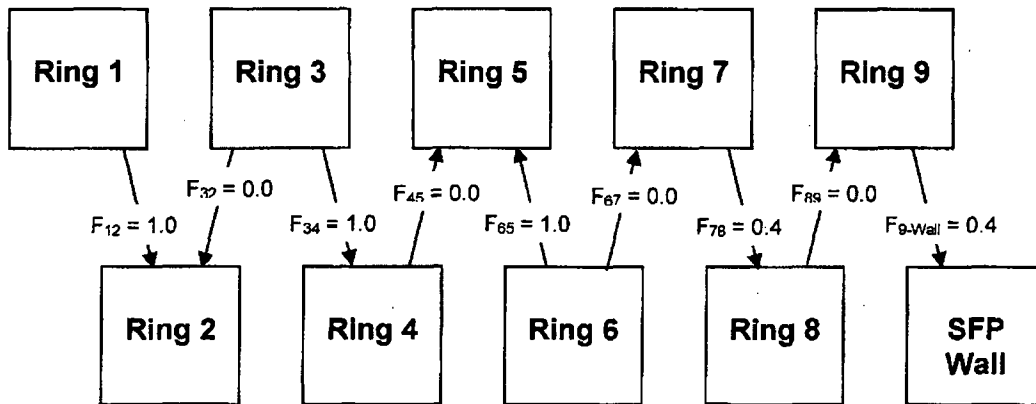 Ring 1
Ring 3
Ring 5
Ring 7
Ring 9
F32 = 0.0
F45 = 0.0
F67 = 0.0
F89 = 0.0
F12 = 1.0
F34 = 1.0
F65 = 1.0
F78 = 0.4
F9-Wall = 0.4
Ring 2
Ring 4
Ring 6
Ring 8
SFP
Wall